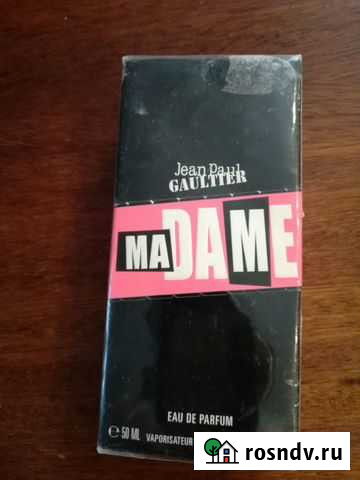 Jean Paul
GAULTIER
MADAME
EAU DE PARFUM
℮ 50 ML VAPORISATEUR
rosndv.ru